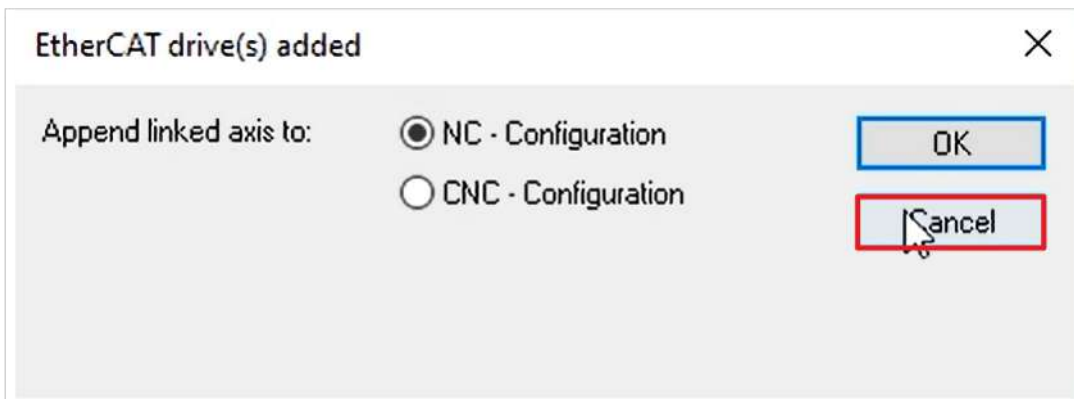 EtherCAT drive(s) added
Append linked axis to:
NC - Configuration
OK
CNC - Configuration
Cancel